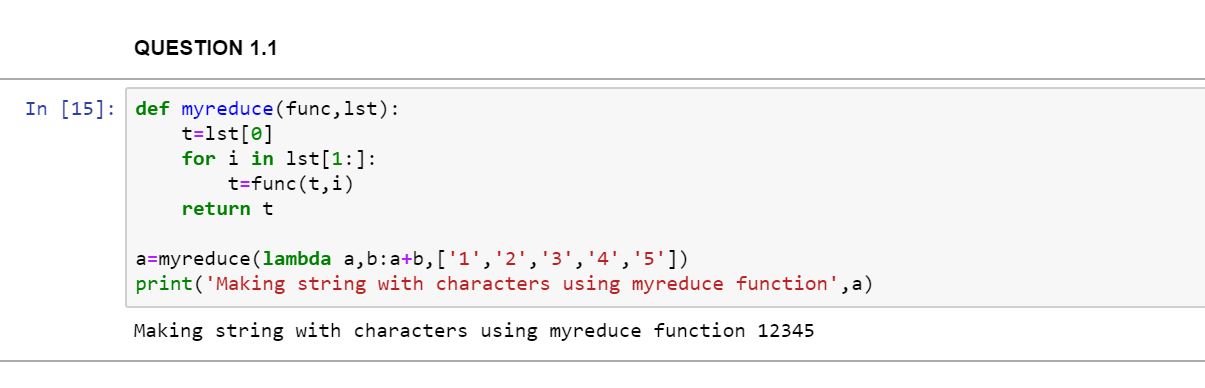 QUESTION 1.1
In [15]: def myreduce(func,lst):
    t=lst[0]
    for i in lst[1:]:
        t=func(t,i)
    return t
a=myreduce(lambda a,b:a+b,['1','2','3','4','5'])
print('Making string with characters using myreduce function',a)
Making string with characters using myreduce function 12345